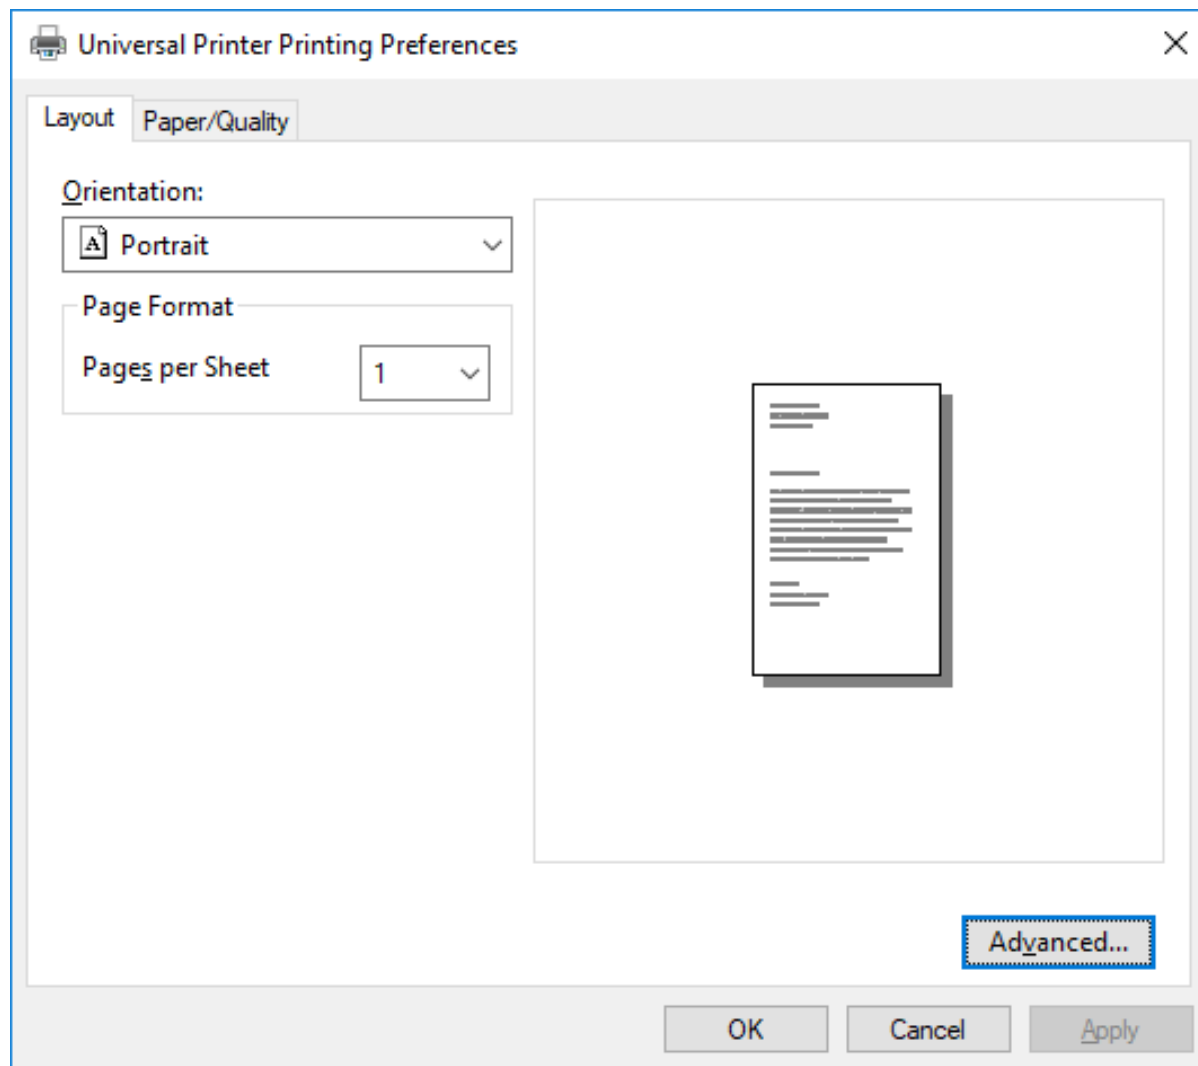 Universal Printer Printing Preferences
Layout Paper/Quality
Orientation:
A Portrait
Page Format
Pages per Sheet 1
Advanced...
OK Cancel Apply